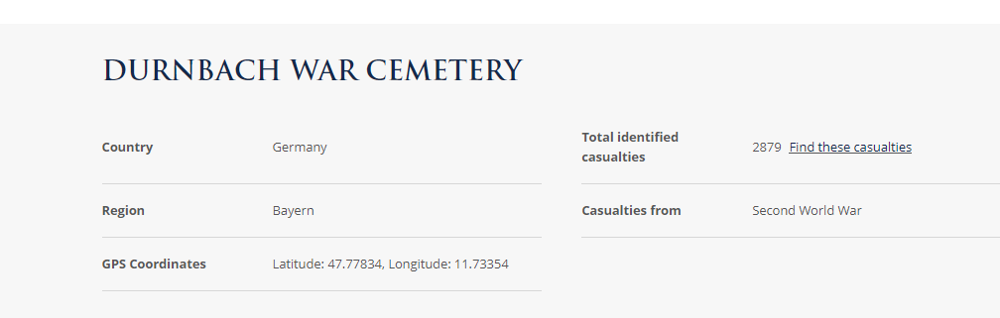 DURNBACH WAR CEMETERY
Country Germany
Total identified
casualties
2879 Find these casualties
Region Bayern
Casualties from Second World War
GPS Coordinates Latitude: 47.77834, Longitude: 11.73354